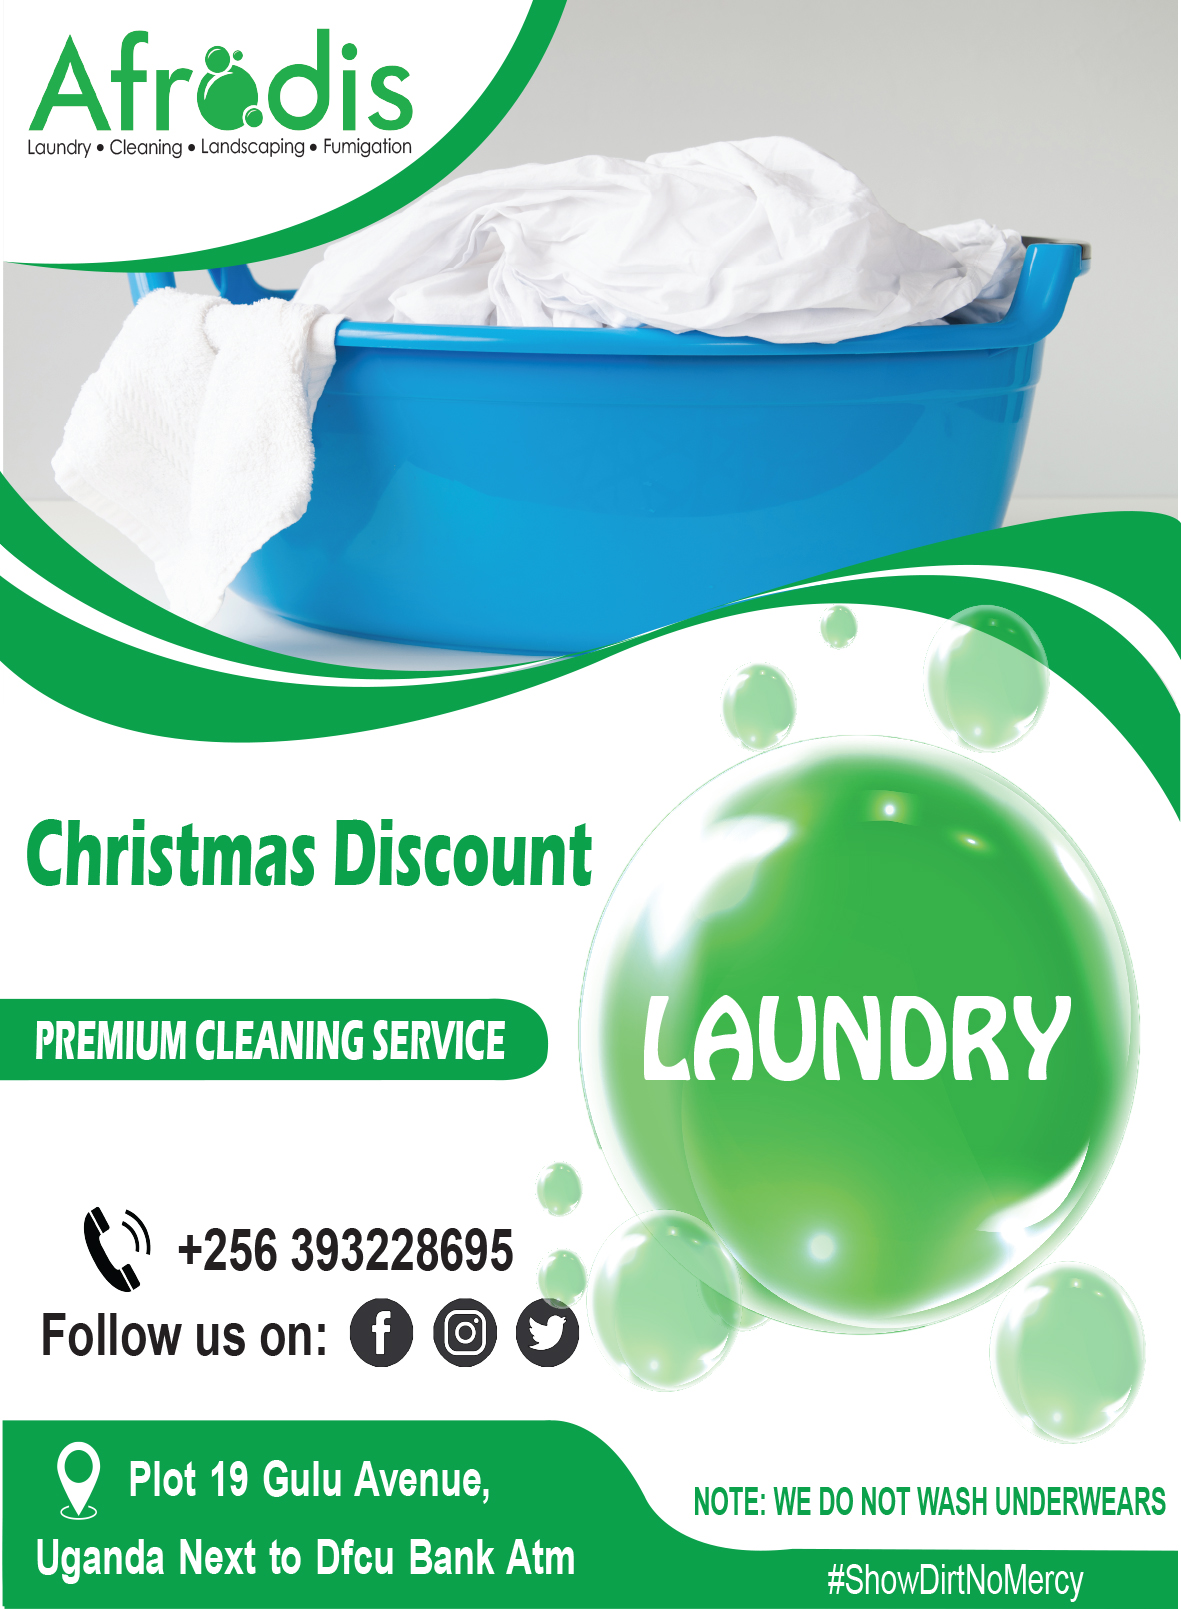 Afrodis
Laundry • Cleaning • Landscaping • Fumigation
Christmas Discount
PREMIUM CLEANING SERVICE
LAUNDRY
+256 393228695
Follow us on:
Plot 19 Gulu Avenue,
Uganda Next to Dfcu Bank Atm
NOTE: WE DO NOT WASH UNDERWEARS
#ShowDirtNoMercy